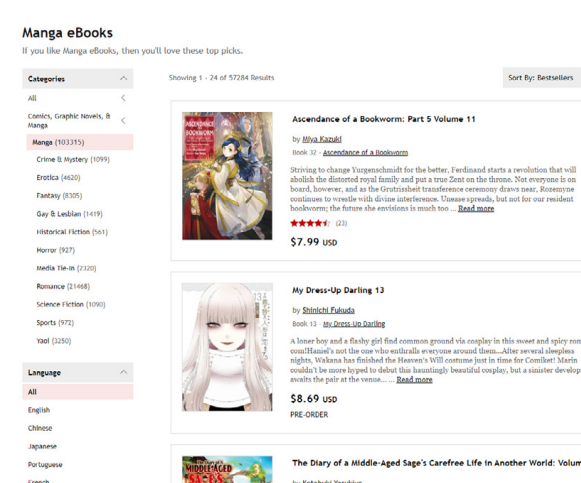 Manga eBooks
If you like Manga eBooks, then you'll love these top picks.
Categories
All
Comics, Graphic Novels, &
Manga
Manga (103315)
Crime & Mystery (1099)
Erotica (4620)
Fantasy (8305)
Gay & Lesbian (1419)
Historical Fiction (561)
Horror (927)
Media Tie-In (2320)
Romance (21468)
Science Fiction (1090)
Sports (972)
Yaoi (3250)
Language
All
English
Chinese
Japanese
Portuguese
French
Showing 1 - 24 of 57284 Results
Sort By: Bestsellers
ASCENDANCE
OF A
BOOKWORM
Ascendance of a Bookworm: Part 5 Volume 11
by Miya Kazuki
Book 32 - Ascendance of a Bookworm
Striving to change Yurgenschmidt for the better, Ferdinand starts a revolution that will
abolish the distorted royal family and put a true Zent on the throne. Not everyone is on
board, however, and as the Grutrissheit transference ceremony draws near, Rozemyne
continues to wrestle with divine interference. Unease spreads, but not for our resident
bookworm; the future she envisions is much too ... Read more
(23)
$7.99 USD
My Dress-Up Darling 13
by Shinichi Fukuda
Book 13 - My Dress-Up Darling
A loner boy and a flashy girl find common ground via cosplay in this sweet and spicy rom
com!Haniel's not the one who enthralls everyone around them...After several sleepless
nights, Wakana has finished the Heaven's Will costume just in time for Comiket! Marin
couldn't be more hyped to debut this hauntingly beautiful cosplay, but a sinister develop
awaits the pair at the venue... ... Read more
$8.69 USD
PRE-ORDER
MIDDLE-AGED
SAGE'S
The Diary of a Middle-Aged Sage's Carefree Life in Another World: Volum
by Kotobuki Yasukiyo